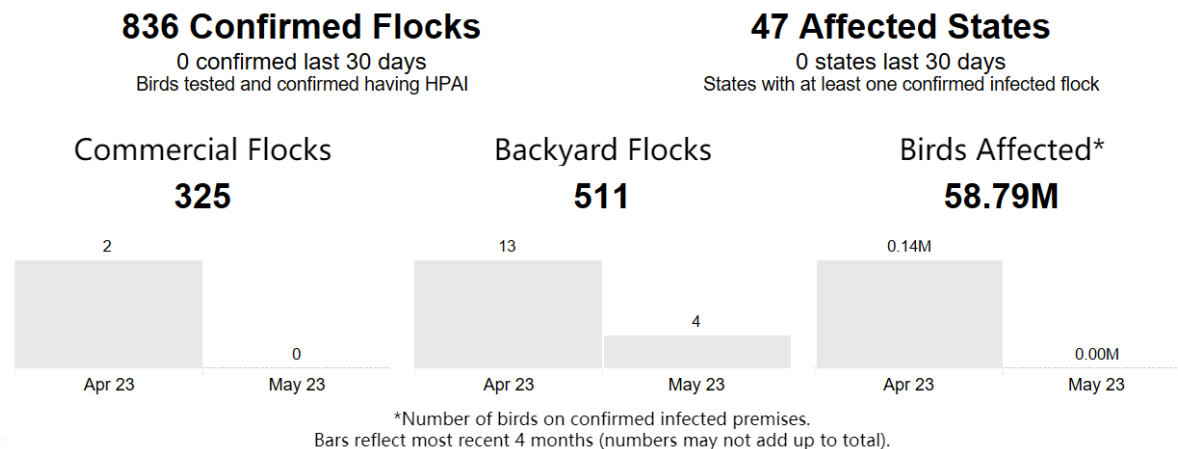 836 Confirmed Flocks
0 confirmed last 30 days
Birds tested and confirmed having HPAI
47 Affected States
0 states last 30 days
States with at least one confirmed infected flock
Commercial Flocks
325
2
0
Apr 23
May 23
Backyard Flocks
511
13
4
Apr 23
May 23
Birds Affected*
58.79M
0.14M
0.00M
Apr 23
May 23
*Number of birds on confirmed infected premises.
Bars reflect most recent 4 months (numbers may not add up to total).